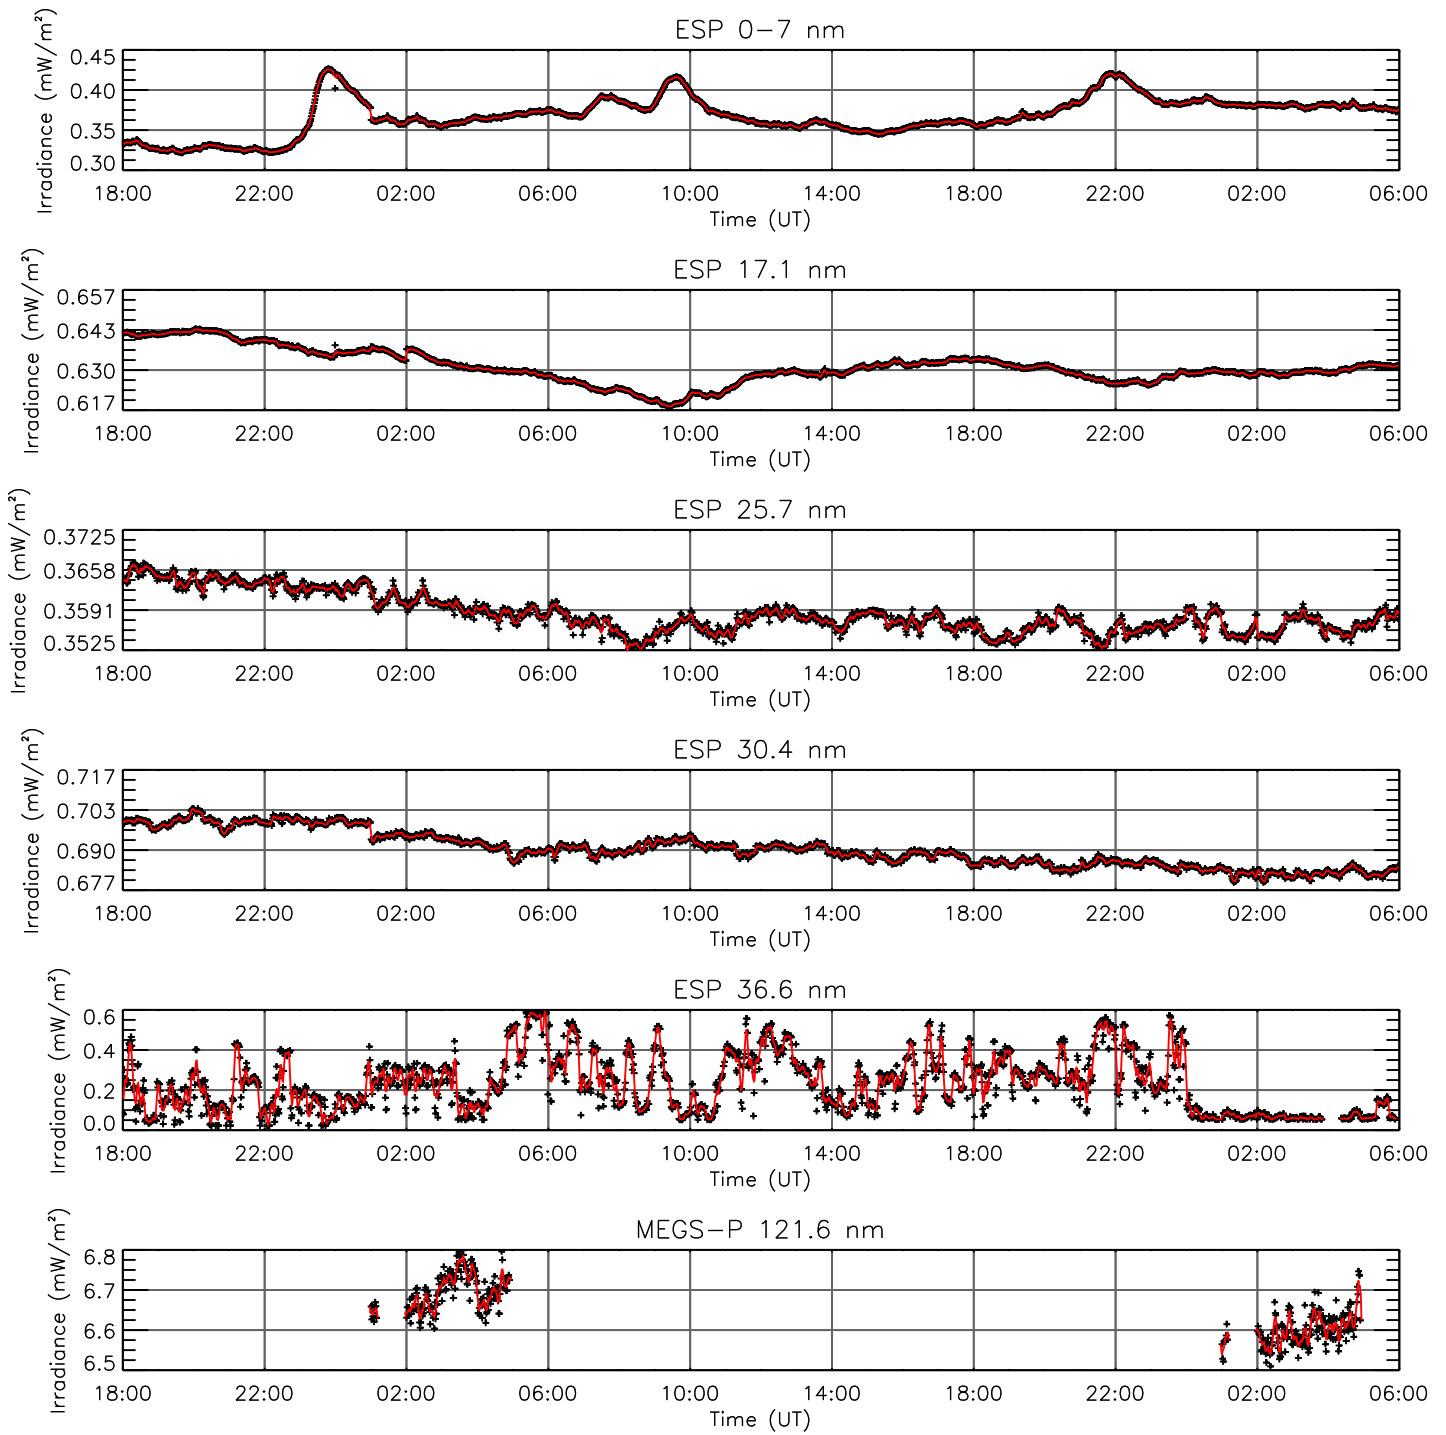 ESP 0−7 nm
Irradiance (mW/m²)
0.45
0.40
0.35
0.30
18:00 22:00 02:00 06:00 10:00 14:00 18:00 22:00 02:00 06:00
Time (UT)
ESP 17.1 nm
Irradiance (mW/m²)
0.657
0.643
0.630
0.617
18:00 22:00 02:00 06:00 10:00 14:00 18:00 22:00 02:00 06:00
Time (UT)
ESP 25.7 nm
Irradiance (mW/m²)
0.3725
0.3658
0.3591
0.3525
18:00 22:00 02:00 06:00 10:00 14:00 18:00 22:00 02:00 06:00
Time (UT)
ESP 30.4 nm
Irradiance (mW/m²)
0.717
0.703
0.690
0.677
18:00 22:00 02:00 06:00 10:00 14:00 18:00 22:00 02:00 06:00
Time (UT)
ESP 36.6 nm
Irradiance (mW/m²)
0.6
0.4
0.2
0.0
18:00 22:00 02:00 06:00 10:00 14:00 18:00 22:00 02:00 06:00
Time (UT)
MEGS−P 121.6 nm
Irradiance (mW/m²)
6.8
6.7
6.6
6.5
18:00 22:00 02:00 06:00 10:00 14:00 18:00 22:00 02:00 06:00
Time (UT)